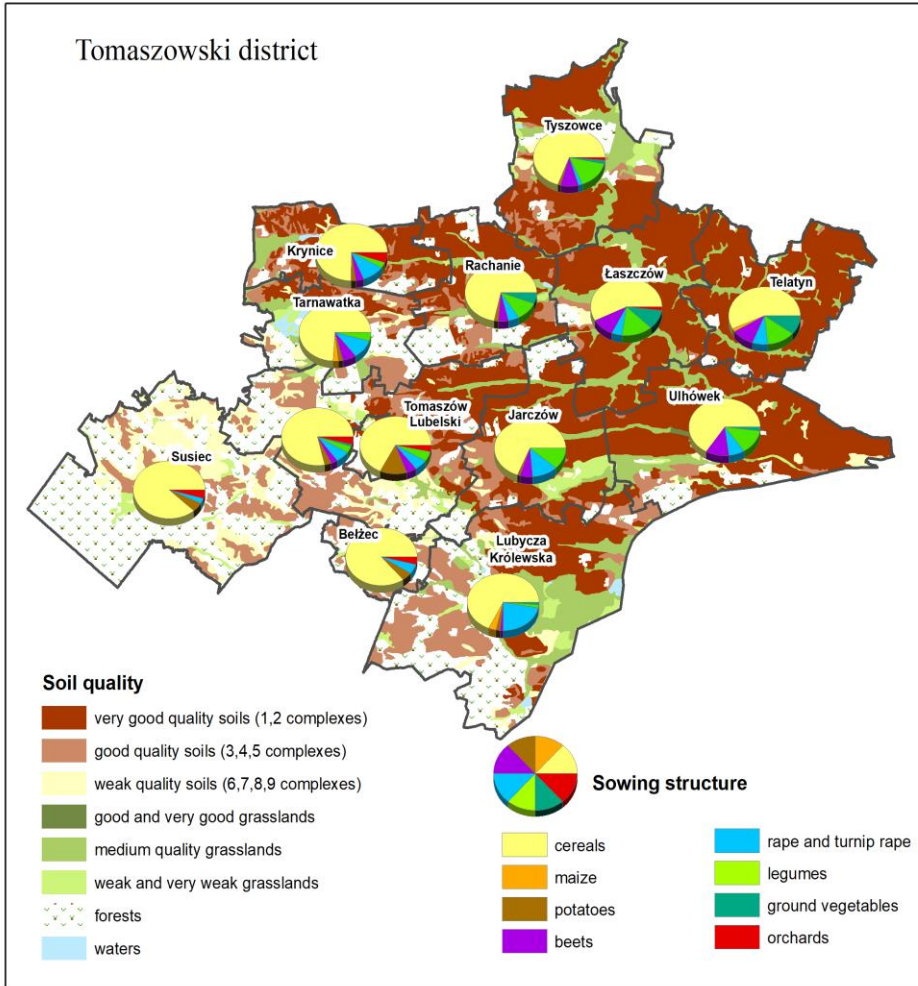 Tomaszowski district
Tyszowce
Krynice
Rachanie
Łaszczów
Telatyn
Tarnawatka
Tomaszów
Lubelski
Jarczów
Ulhówek
Susiec
Bełżec
Lubycza
Królewska
Soil quality
very good quality soils (1,2 complexes)
good quality soils (3,4,5 complexes)
weak quality soils (6,7,8,9 complexes)
good and very good grasslands
medium quality grasslands
weak and very weak grasslands
forests
waters
Sowing structure
cereals
maize
potatoes
beets
rape and turnip rape
legumes
ground vegetables
orchards